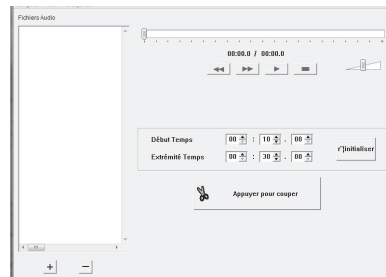 Fichiers Audio
00:00.0 / 00:00.0
Début Temps 00 : 10 . 00
Extrémité Temps 00 : 30 . 00
r'']initialiser
Appuyer pour couper
+ −